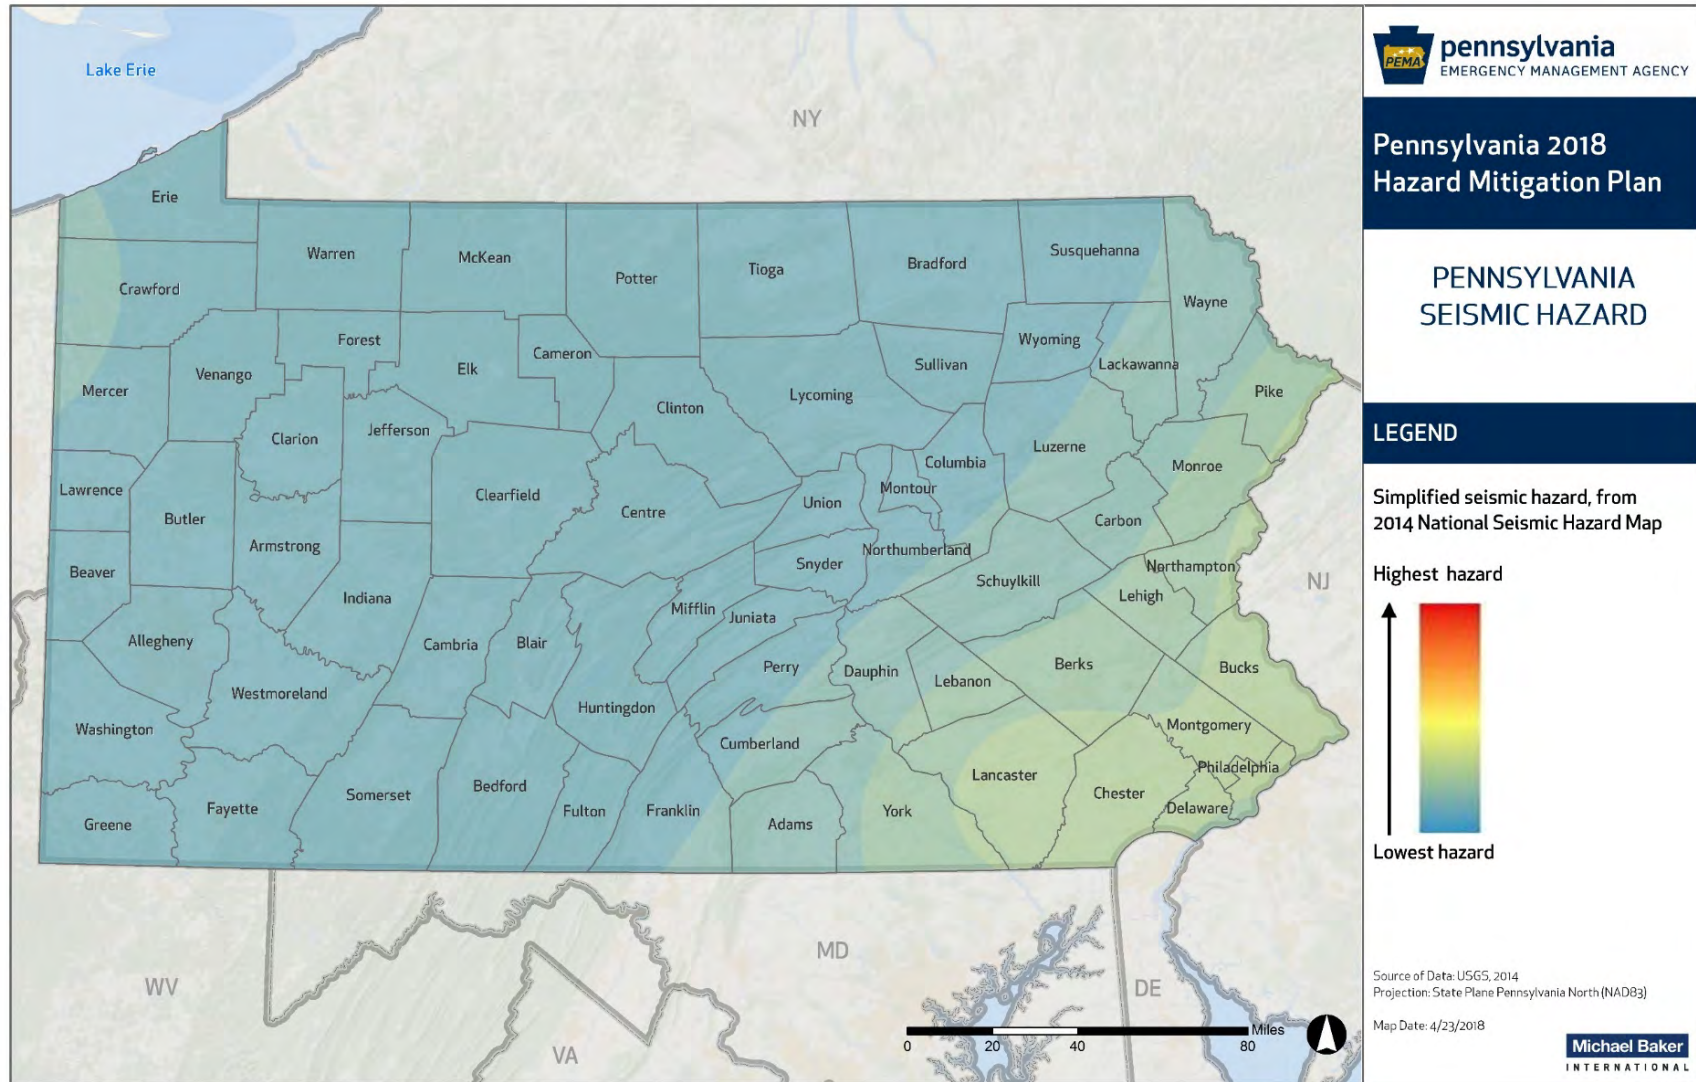 Lake Erie
NY
Erie
Warren
McKean
Potter
Tioga
Bradford
Susquehanna
Crawford
Wayne
Forest
Cameron
Wyoming
Sullivan
Lackawanna
Mercer
Venango
Elk
Lycoming
Pike
Clinton
Clarion
Jefferson
Luzerne
Columbia
Monroe
Lawrence
Clearfield
Montour
Union
Centre
Butler
Carbon
Armstrong
Northumberland
Beaver
Snyder
Northampton
NJ
Schuylkill
Indiana
Lehigh
Mifflin
Juniata
Allegheny
Cambria
Blair
Perry
Dauphin
Berks
Bucks
Lebanon
Westmoreland
Huntingdon
Washington
Montgomery
Cumberland
Philadelphia
Lancaster
Bedford
Chester
Somerset
Fayette
Fulton
Franklin
York
Delaware
Greene
Adams
MD
WV
DE
VA
Miles
0 20 40 80
PEMA
pennsylvania
EMERGENCY MANAGEMENT AGENCY
Pennsylvania 2018
Hazard Mitigation Plan
PENNSYLVANIA
SEISMIC HAZARD
LEGEND
Simplified seismic hazard, from
2014 National Seismic Hazard Map
Highest hazard
Lowest hazard
Source of Data: USGS, 2014
Projection: State Plane Pennsylvania North (NAD83)
Map Date: 4/23/2018
Michael Baker
INTERNATIONAL